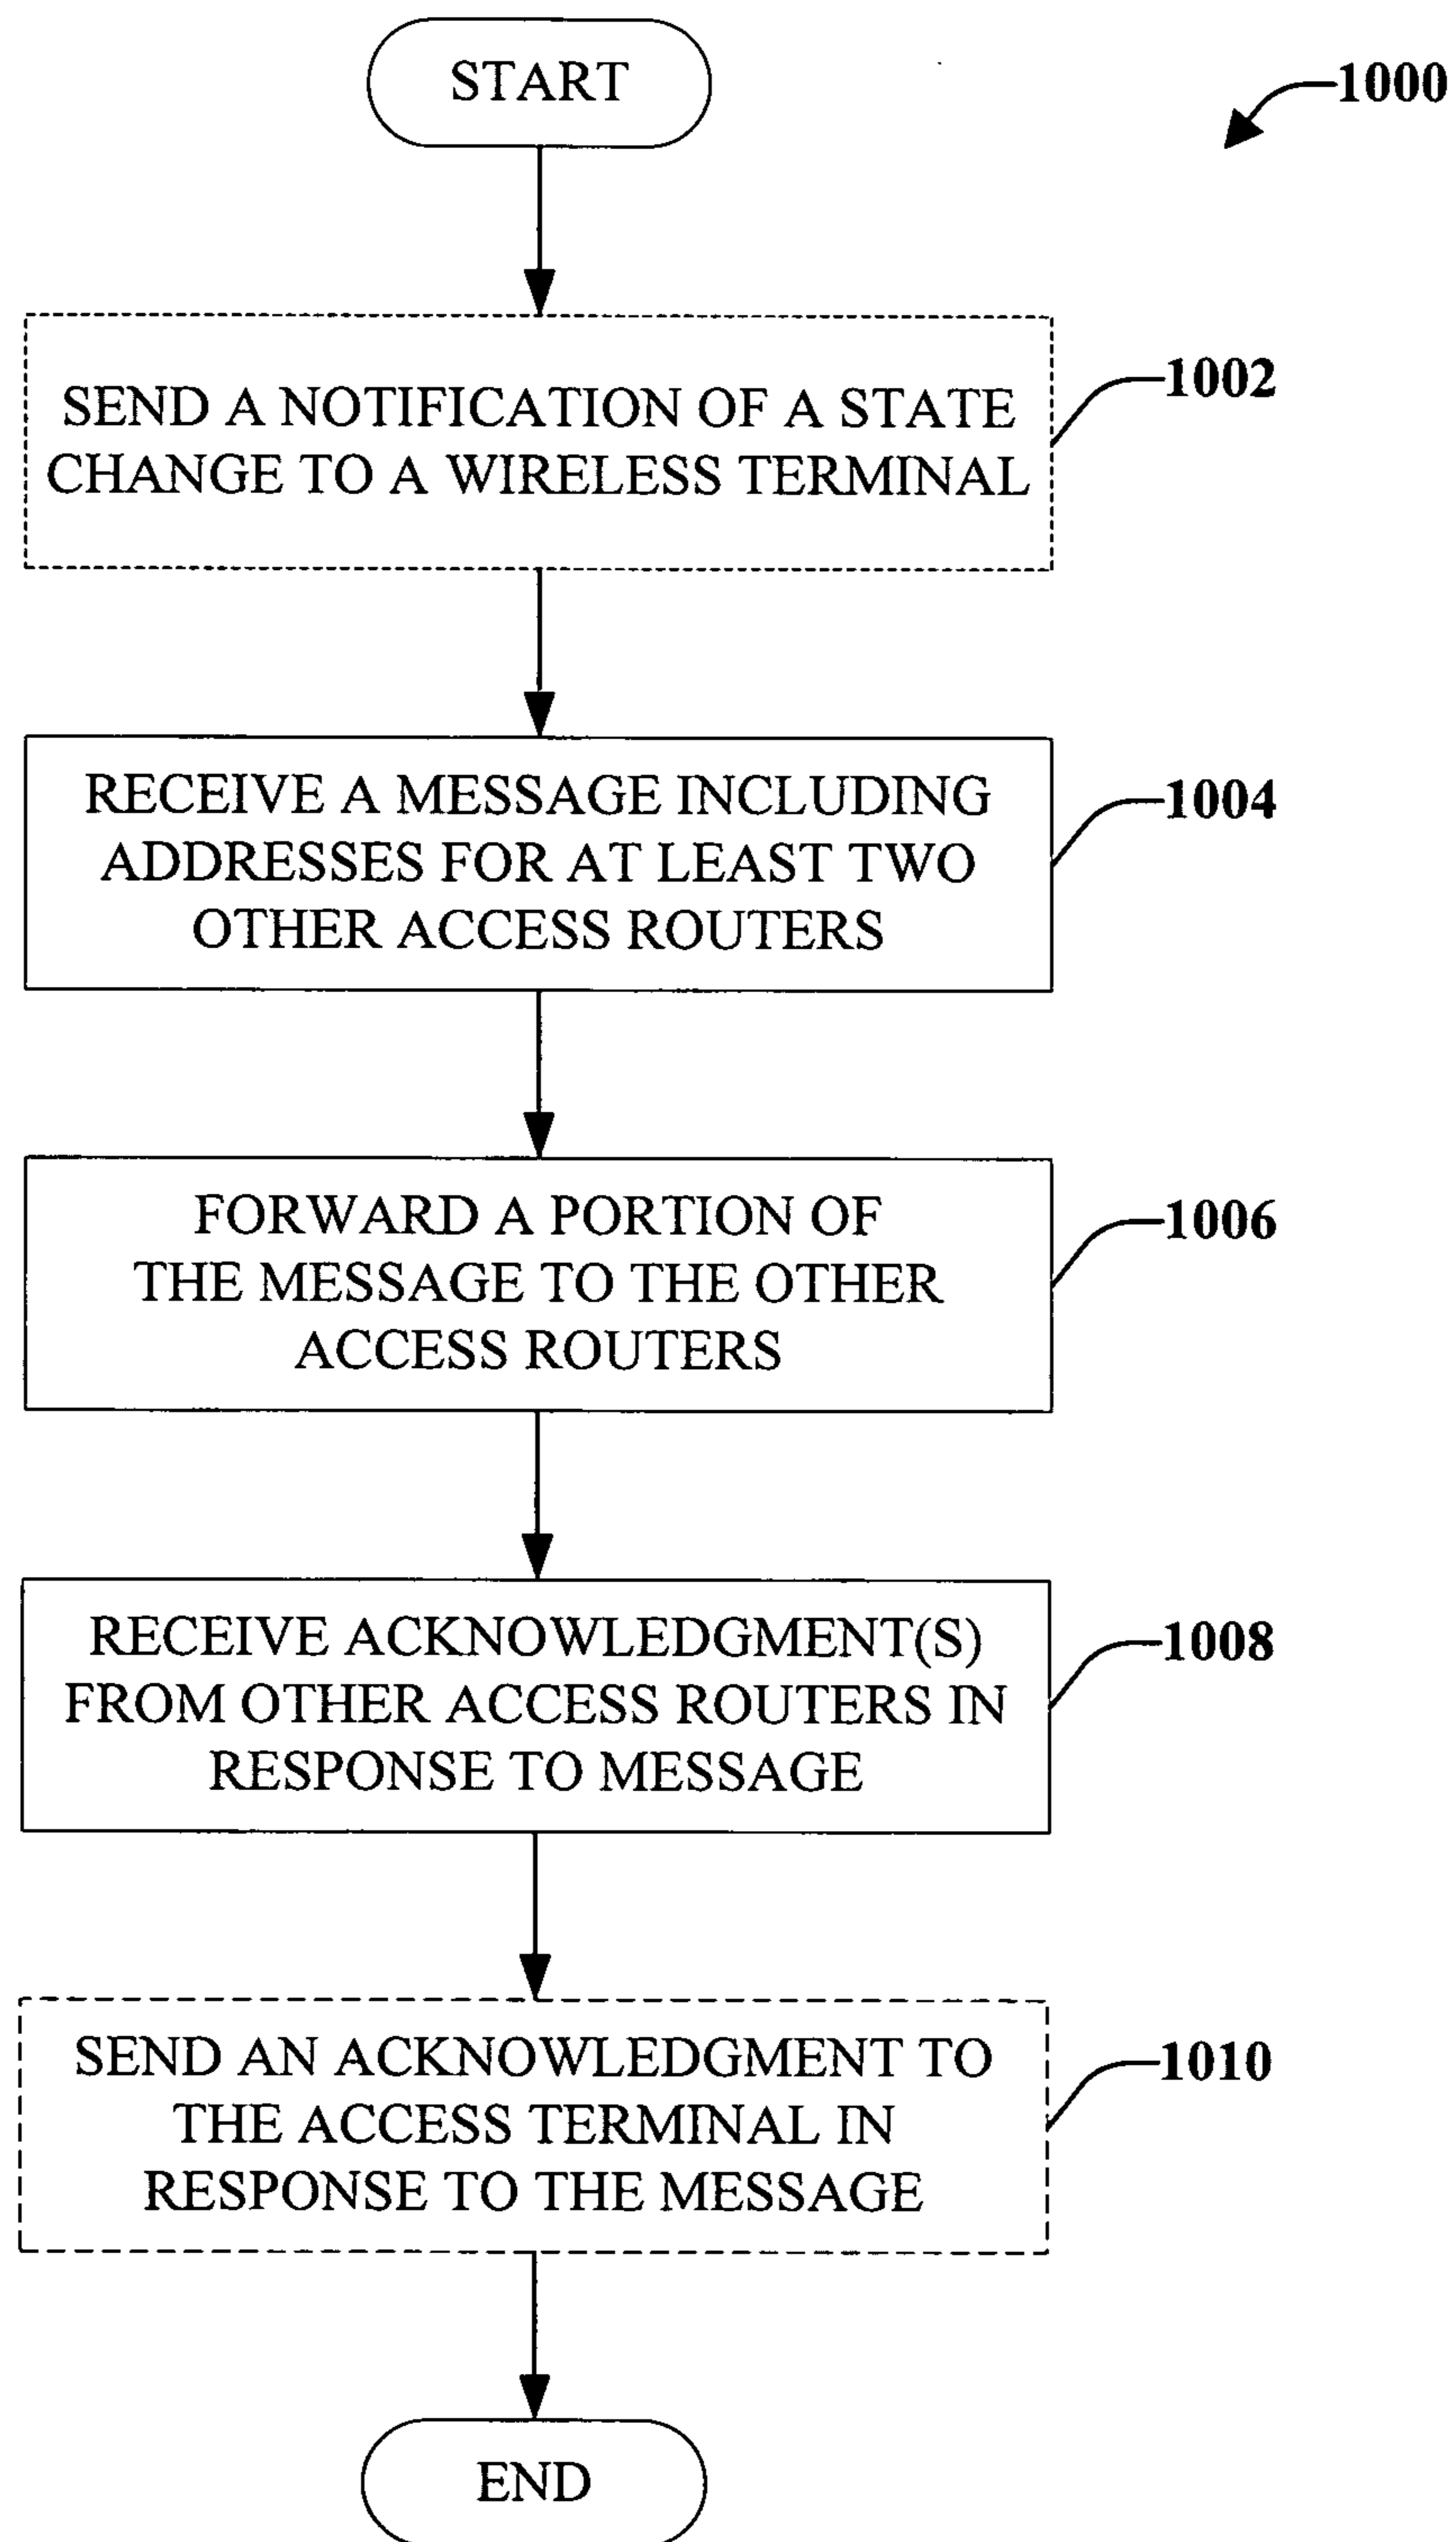 START
1000
SEND A NOTIFICATION OF A STATE
CHANGE TO A WIRELESS TERMINAL
1002
RECEIVE A MESSAGE INCLUDING
ADDRESSES FOR AT LEAST TWO
OTHER ACCESS ROUTERS
1004
FORWARD A PORTION OF
THE MESSAGE TO THE OTHER
ACCESS ROUTERS
1006
RECEIVE ACKNOWLEDGMENT(S)
FROM OTHER ACCESS ROUTERS IN
RESPONSE TO MESSAGE
1008
SEND AN ACKNOWLEDGMENT TO
THE ACCESS TERMINAL IN
RESPONSE TO THE MESSAGE
1010
END